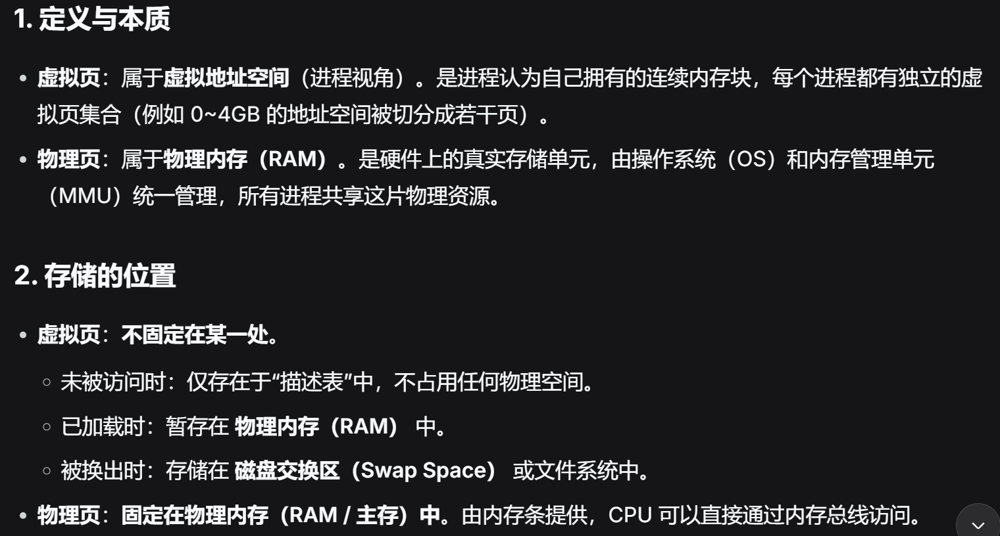 1. 定义与本质
• 虚拟页：属于虚拟地址空间（进程视角）。是进程认为自己拥有的连续内存块，每个进程都有独立的虚
拟页集合（例如 0~4GB 的地址空间被切分成若干页）。
• 物理页：属于物理内存（RAM）。是硬件上的真实存储单元，由操作系统（OS）和内存管理单元
（MMU）统一管理，所有进程共享这片物理资源。
2. 存储的位置
• 虚拟页：不固定在某一处。
○ 未被访问时：仅存在于“描述表”中，不占用任何物理空间。
○ 已加载时：暂存在 物理内存（RAM） 中。
○ 被换出时：存储在 磁盘交换区（Swap Space） 或文件系统中。
• 物理页：固定在物理内存（RAM / 主存）中。由内存条提供，CPU 可以直接通过内存总线访问。